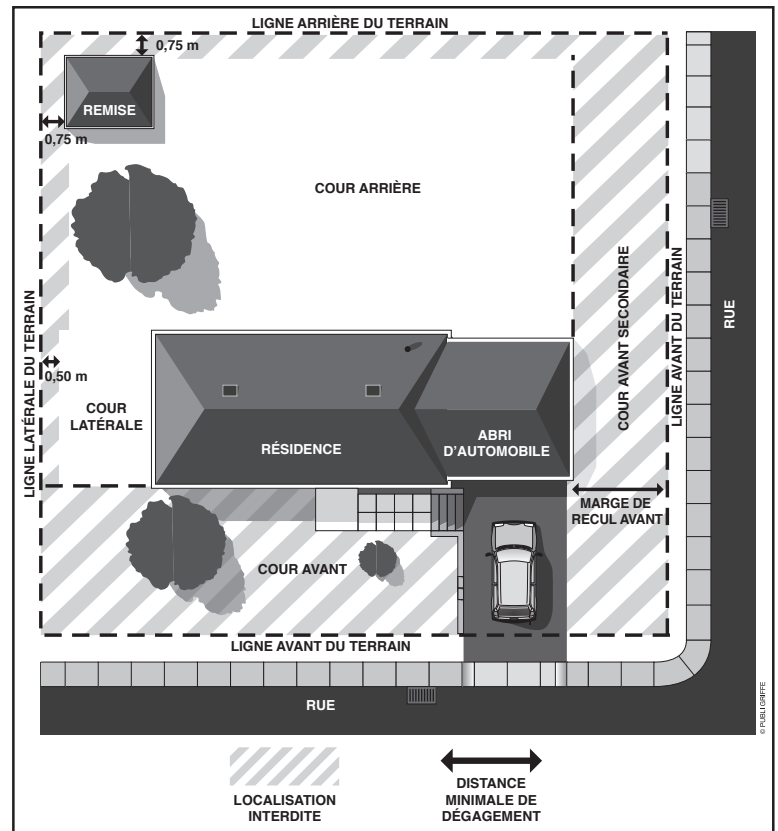 LIGNE ARRIÈRE DU TERRAIN
0,75 m
REMISE
0,75 m
COUR ARRIÈRE
LIGNE LATÉRALE DU TERRAIN
0,50 m
COUR
LATÉRALE
RÉSIDENCE
ABRI
D'AUTOMOBILE
COUR AVANT SECONDAIRE
LIGNE AVANT DU TERRAIN
RUE
MARGE DE
RECUL AVANT
COUR AVANT
LIGNE AVANT DU TERRAIN
RUE
© PUBLIGRIFFE
LOCALISATION
INTERDITE
DISTANCE
MINIMALE DE
DÉGAGEMENT